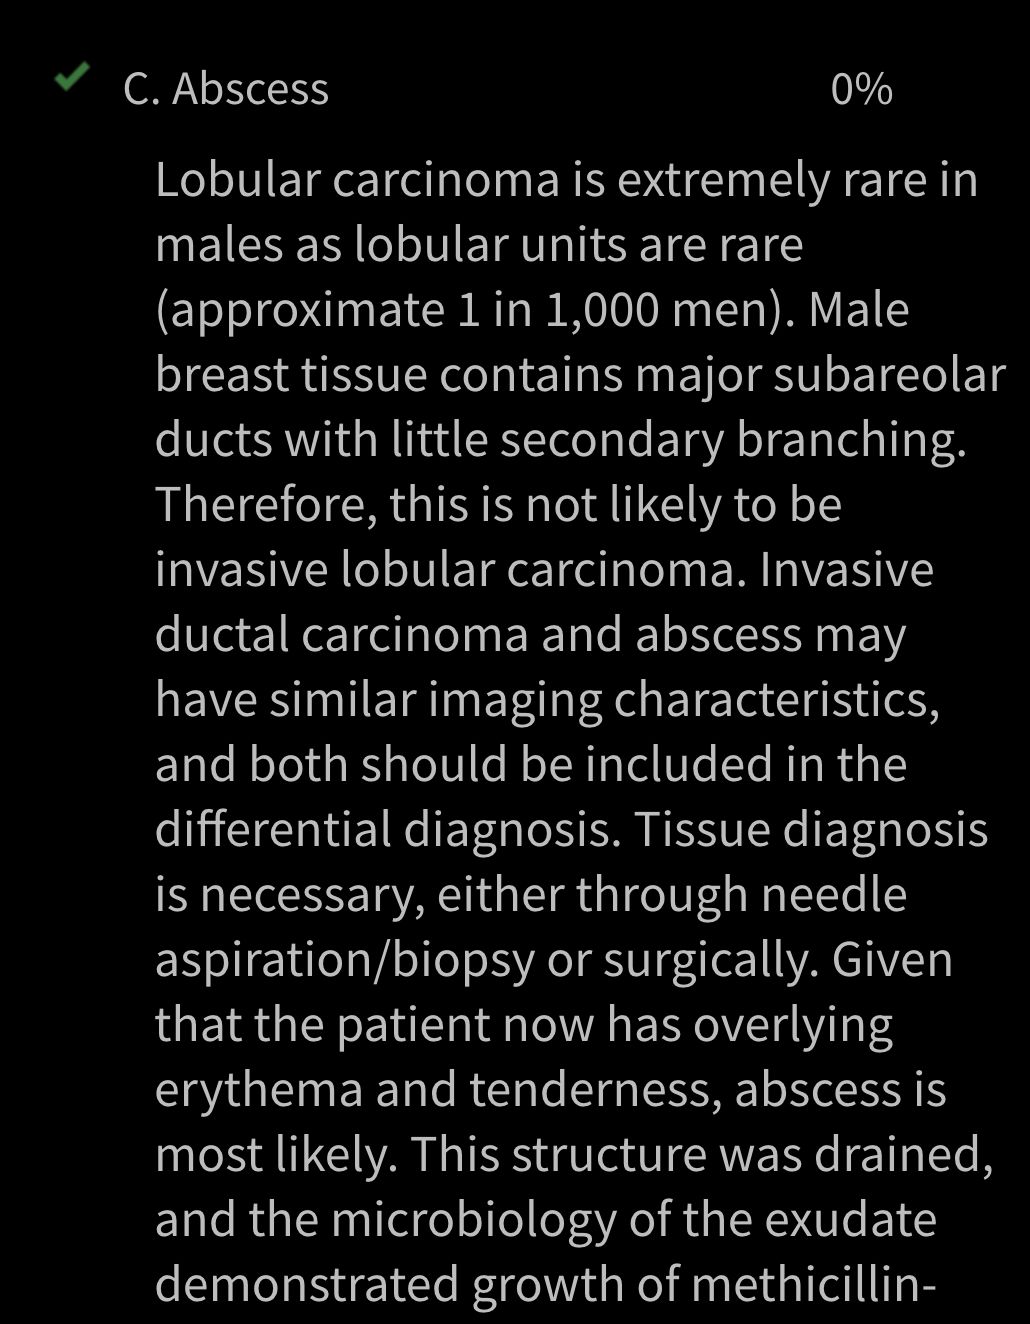 C. Abscess 0%
Lobular carcinoma is extremely rare in
males as lobular units are rare
(approximate 1 in 1,000 men). Male
breast tissue contains major subareolar
ducts with little secondary branching.
Therefore, this is not likely to be
invasive lobular carcinoma. Invasive
ductal carcinoma and abscess may
have similar imaging characteristics,
and both should be included in the
differential diagnosis. Tissue diagnosis
is necessary, either through needle
aspiration/biopsy or surgically. Given
that the patient now has overlying
erythema and tenderness, abscess is
most likely. This structure was drained,
and the microbiology of the exudate
demonstrated growth of methicillin-